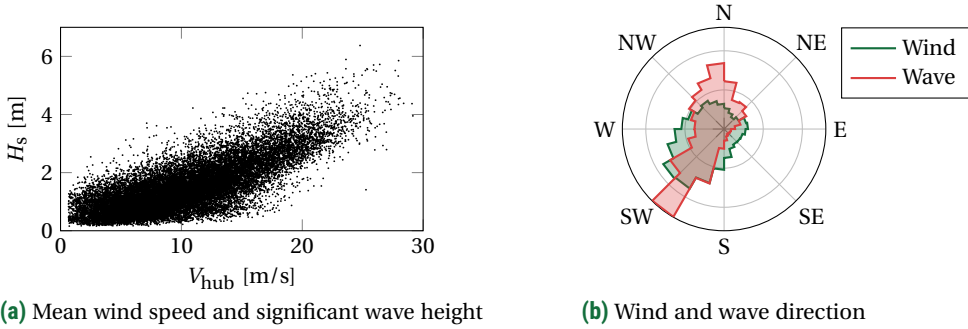 6
4
2
0
H_s [m]
0 10 20 30
V_hub [m/s]
(a) Mean wind speed and significant wave height
N
NW NE
W E
SW SE
S
Wind
Wave
(b) Wind and wave direction